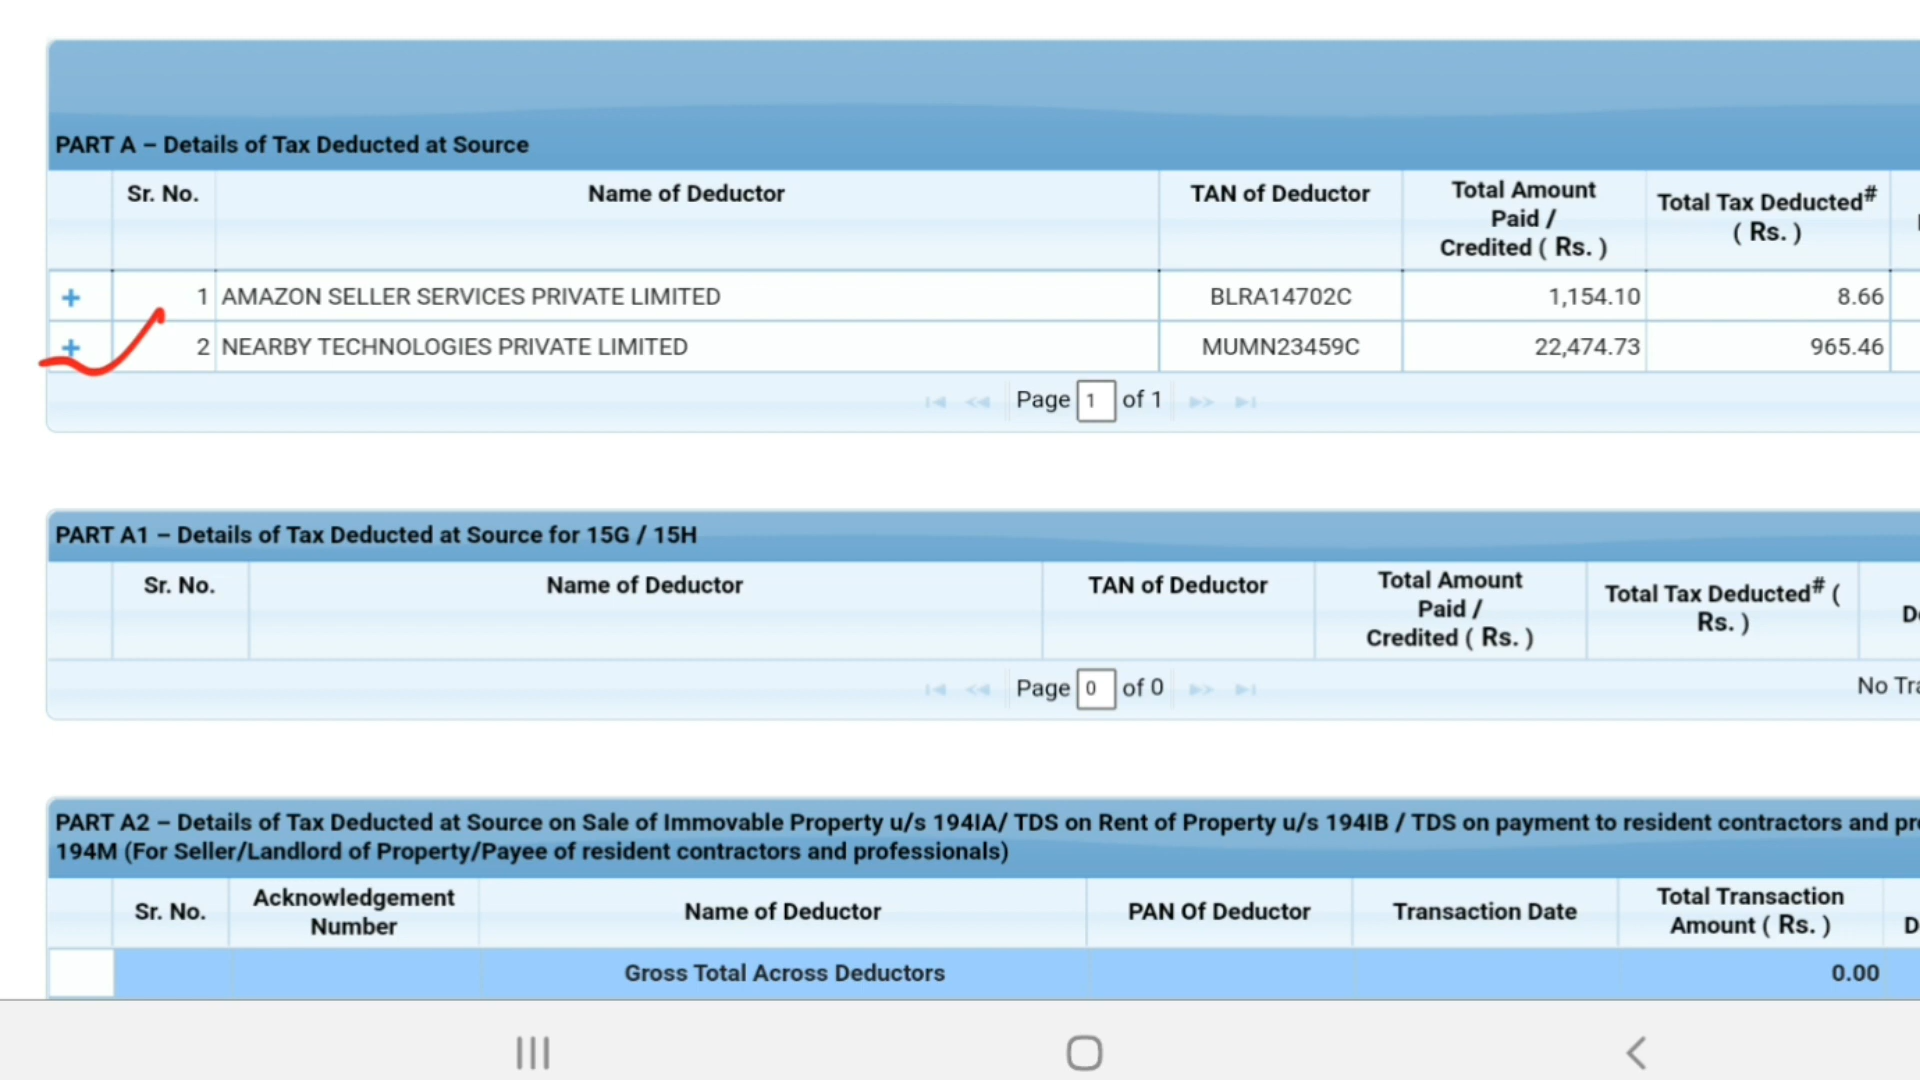 PART A – Details of Tax Deducted at Source
Sr. No. Name of Deductor TAN of Deductor Total Amount Paid / Credited ( Rs. ) Total Tax Deducted# ( Rs. )
1 AMAZON SELLER SERVICES PRIVATE LIMITED BLRA14702C 1,154.10 8.66
2 NEARBY TECHNOLOGIES PRIVATE LIMITED MUMN23459C 22,474.73 965.46
Page 1 of 1
PART A1 – Details of Tax Deducted at Source for 15G / 15H
Sr. No. Name of Deductor TAN of Deductor Total Amount Paid / Credited ( Rs. ) Total Tax Deducted# ( Rs. )
Page 0 of 0 No
PART A2 – Details of Tax Deducted at Source on Sale of Immovable Property u/s 194IA/ TDS on Rent of Property u/s 194IB / TDS on payment to resident contractors and
194M (For Seller/Landlord of Property/Payee of resident contractors and professionals)
Sr. No. Acknowledgement Number Name of Deductor PAN Of Deductor Transaction Date Total Transaction Amount ( Rs. )
Gross Total Across Deductors 0.00